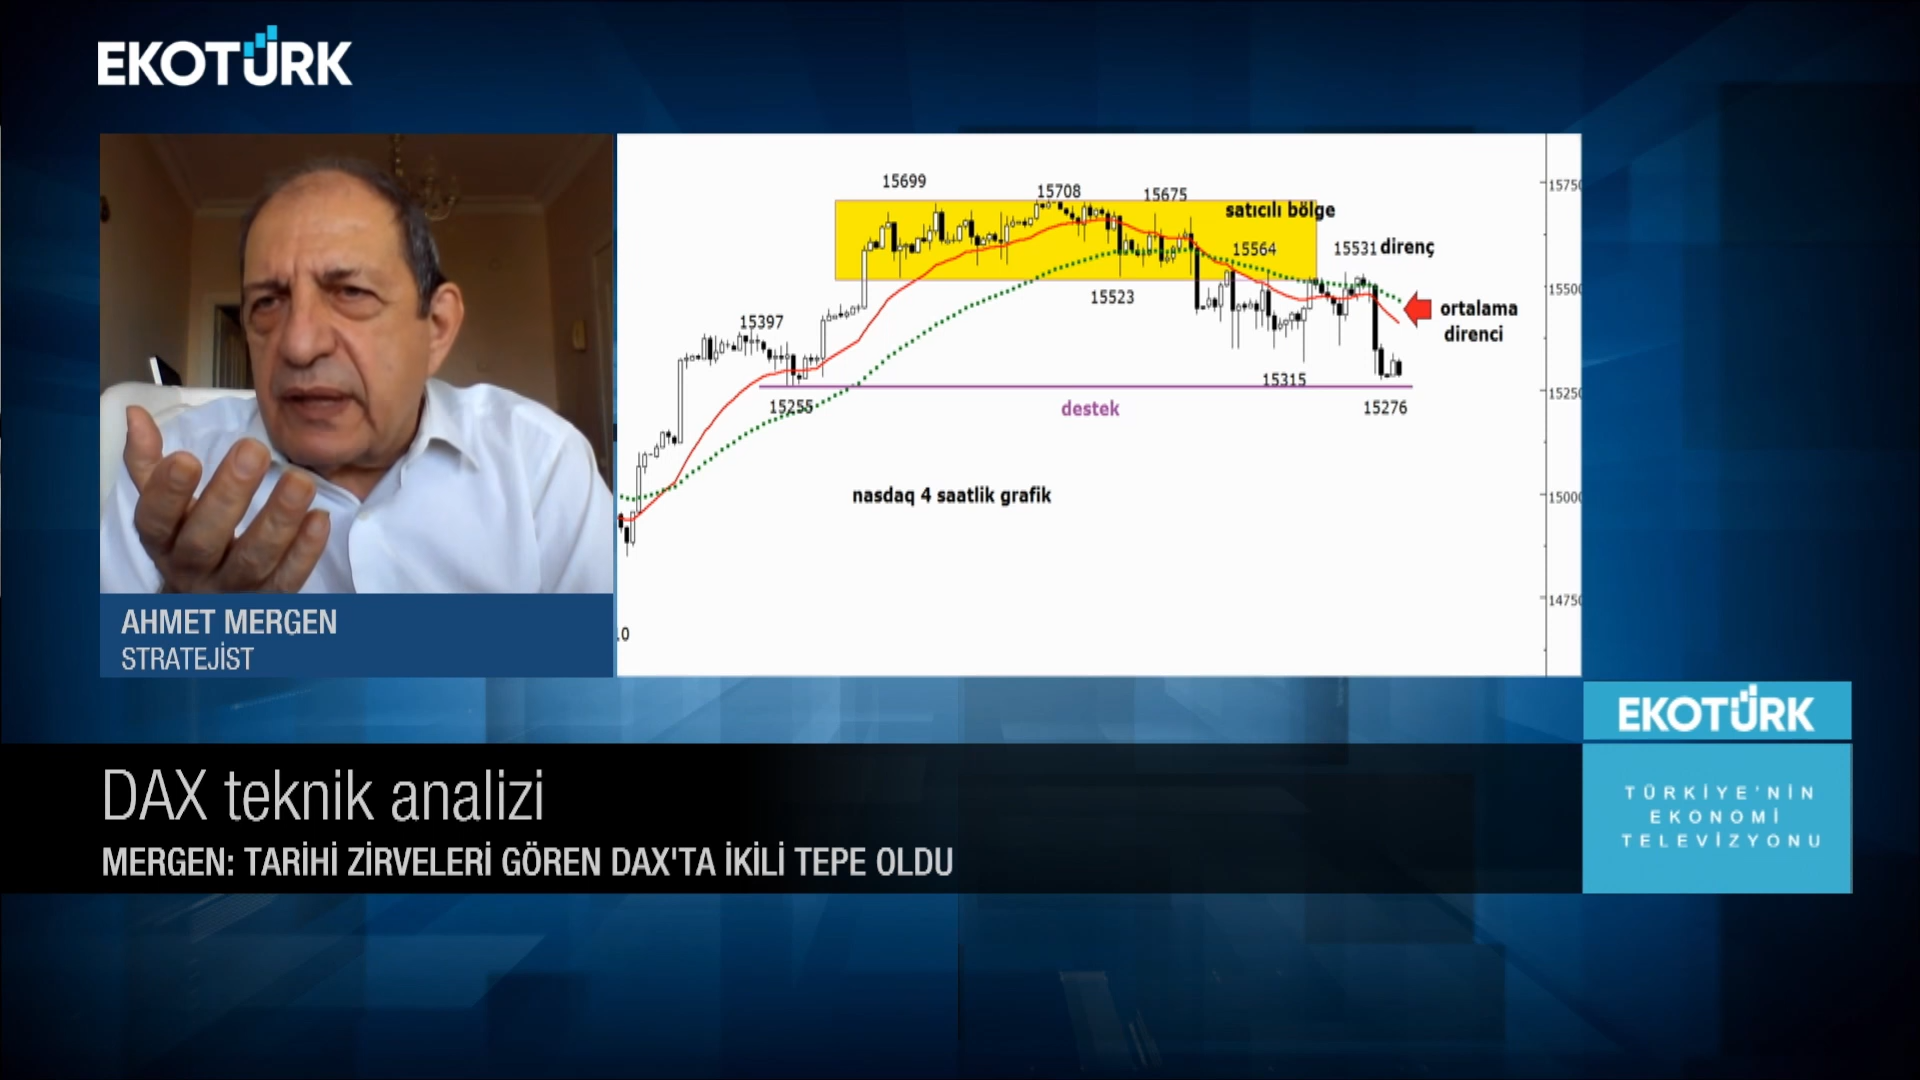 EKOTÜRK
15699
15708
15675
satıcılı bölge
15564
15531 direnç
15523
ortalama
direnci
15397
15315
15255
destek
15276
nasdaq 4 saatlik grafik
15750
15500
15250
15000
14750
.0
AHMET MERGEN
STRATEJİST
EKOTÜRK
DAX teknik analizi
MERGEN: TARİHİ ZİRVELERİ GÖREN DAX'TA İKİLİ TEPE OLDU
TÜRKİYE'NİN
EKONOMİ
TELEVİZYONU